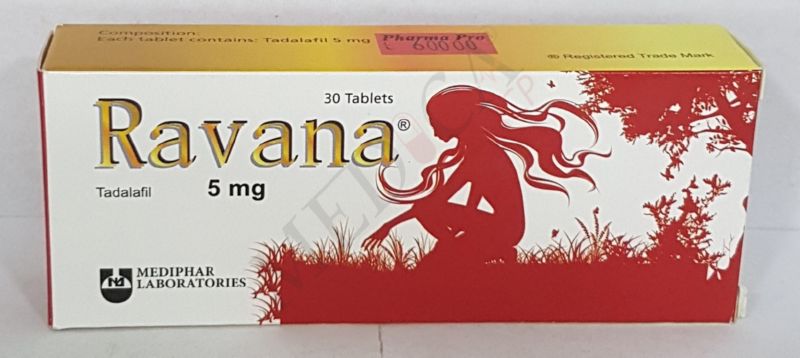 Composition:
Each tablet contains: Tadalafil 5 mg
Pharma Pro
£ 60000
® Registered Trade Mark
30 Tablets
Ravana®
Tadalafil
5 mg
MEDIPHAR
LABORATORIES